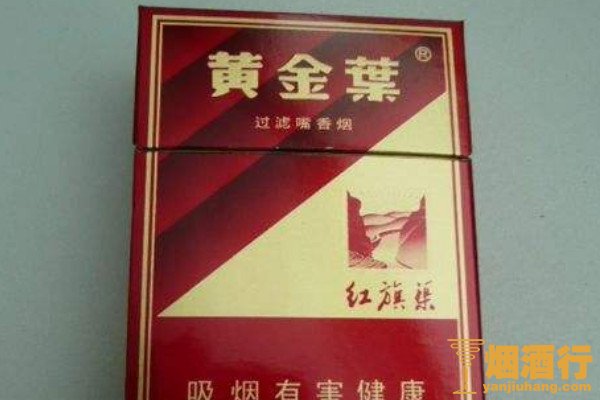 黄金葉®
过滤嘴香烟
红旗渠
吸烟有害健康
烟酒行
yanjiuhang.com